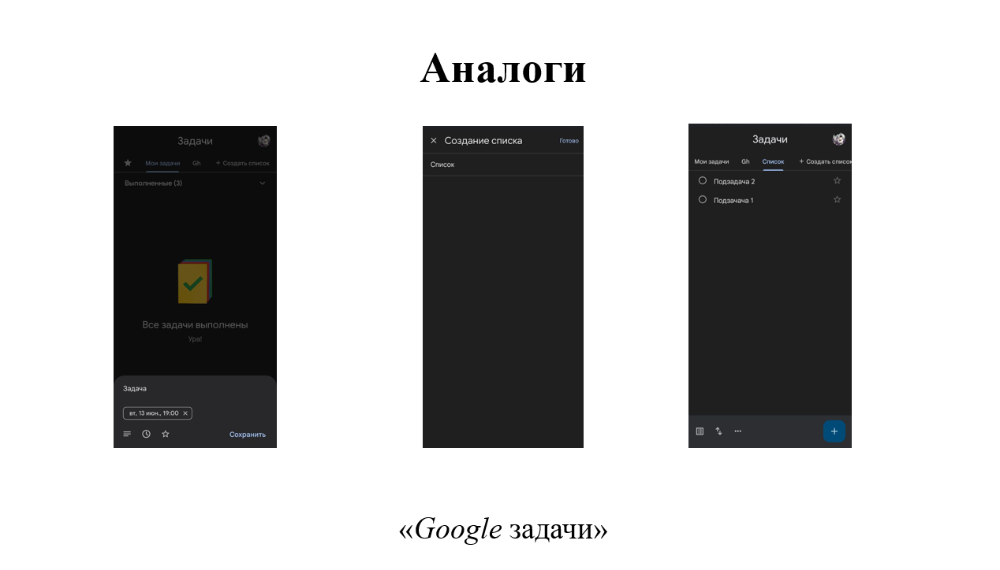 Аналоги
Задачи
Мои задачи Gh + Создать список
Выполненные (3)
Все задачи выполнены
Ура!
Задача
вт, 13 июн., 19:00
Сохранить
Создание списка Готово
Список
Задачи
Мои задачи Gh Список + Создать список
Подзадача 2
Подзачача 1
«Google задачи»